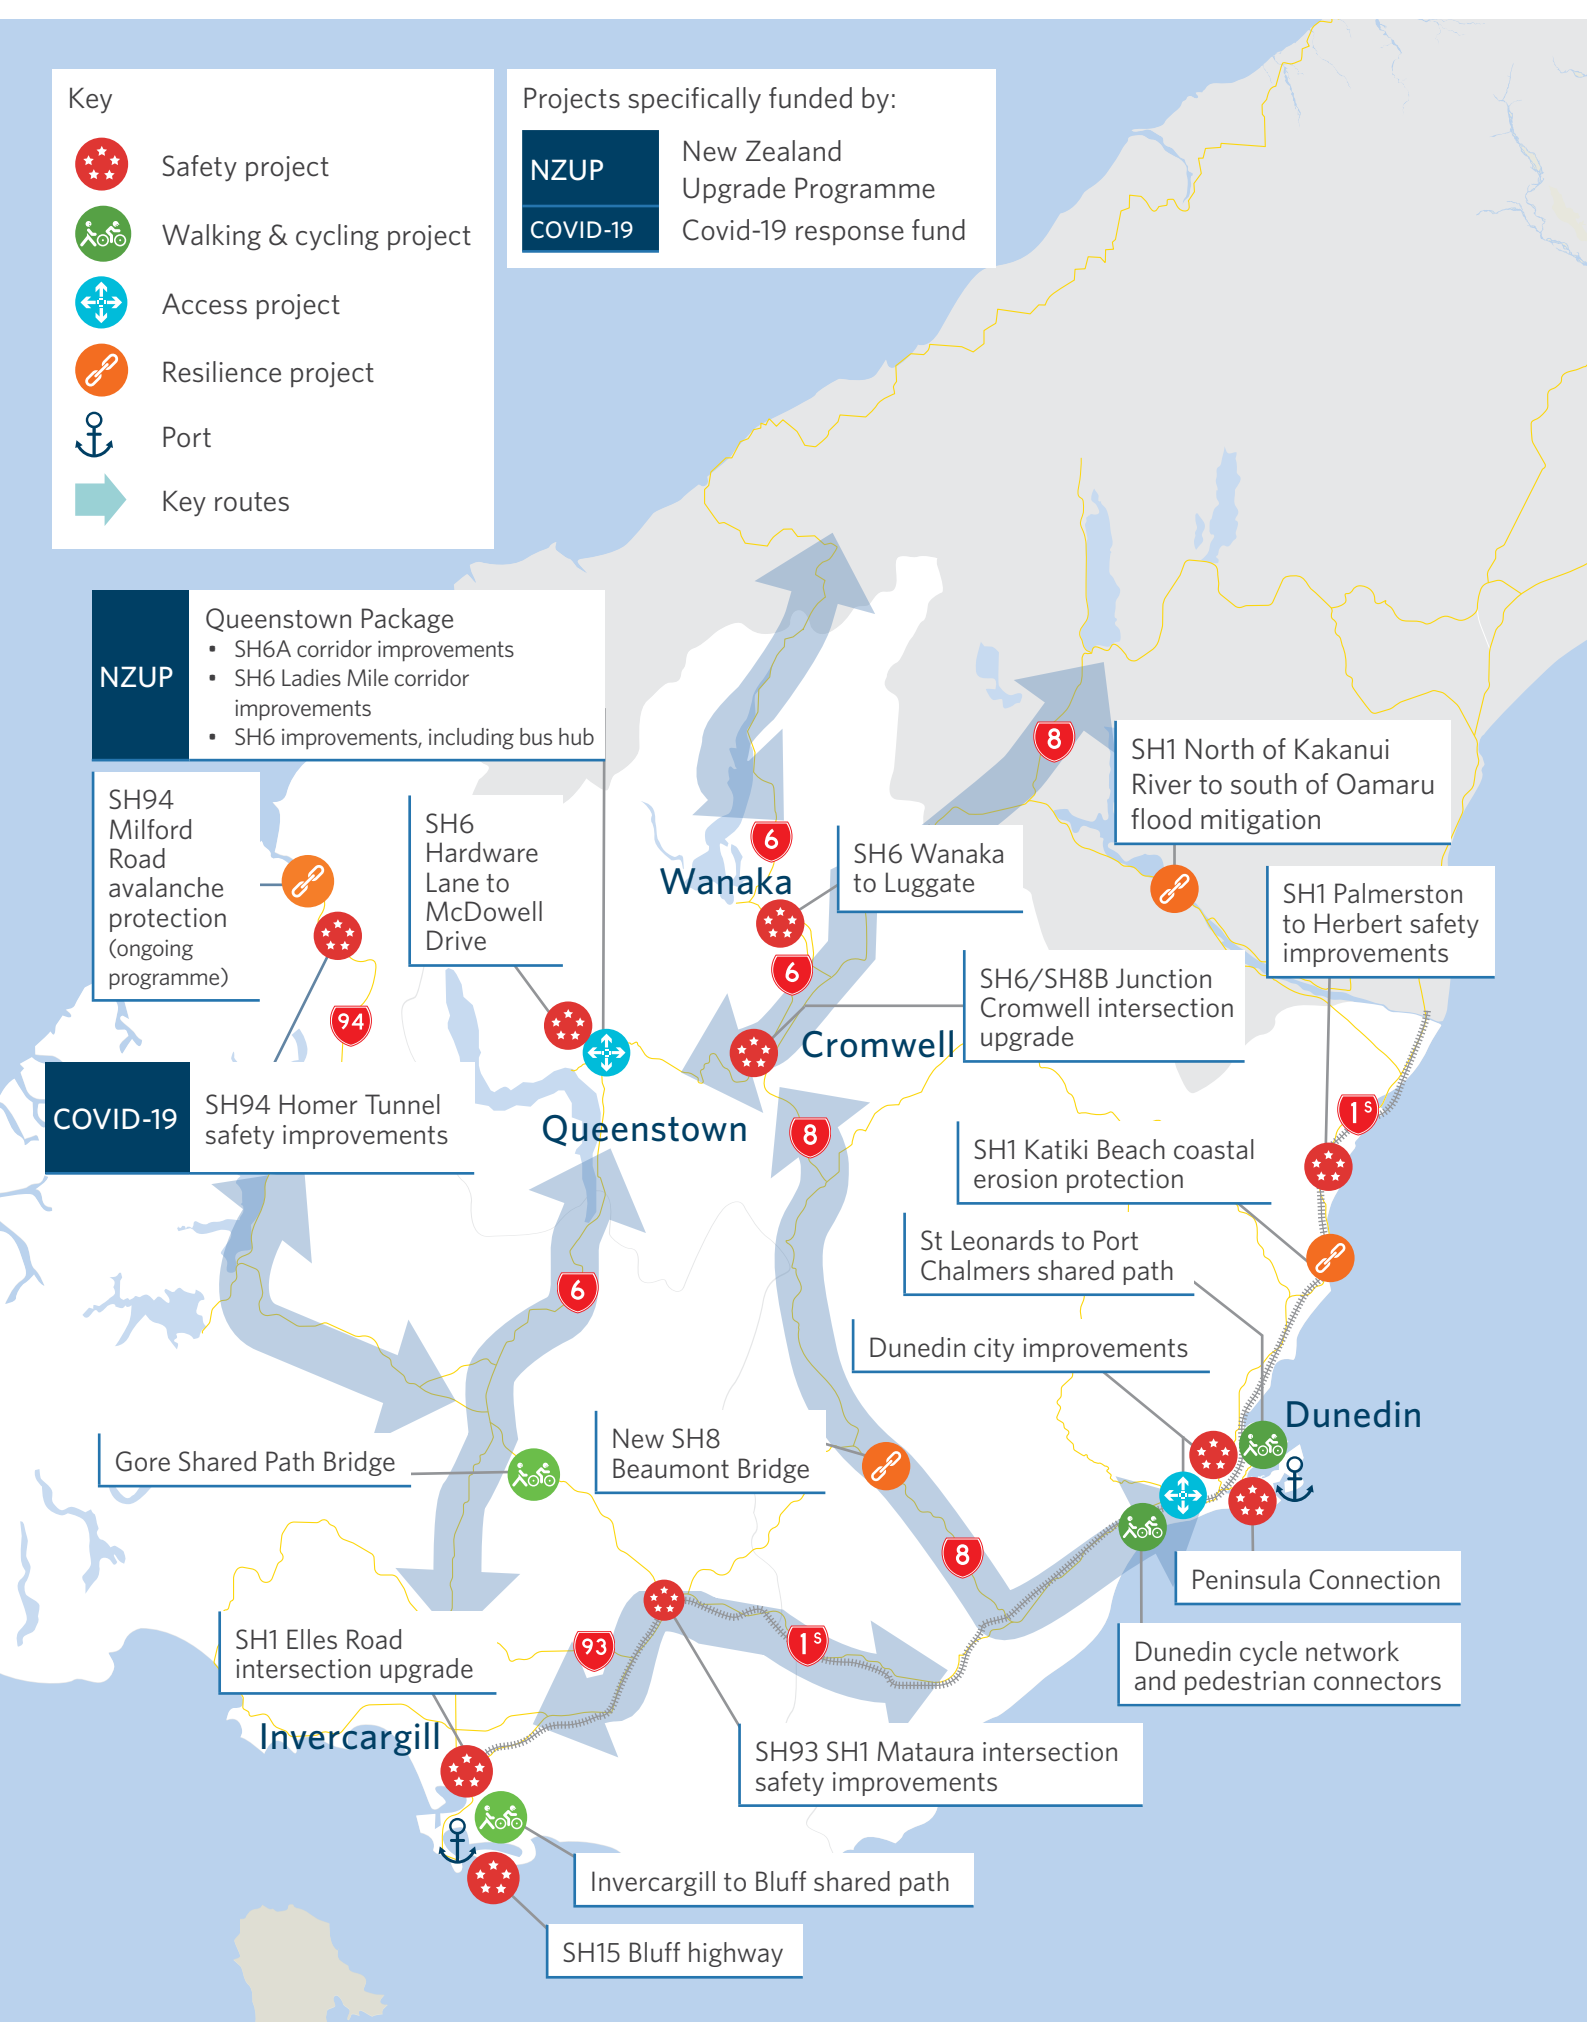 Key
Safety project
Walking & cycling project
Access project
Resilience project
Port
Key routes
Projects specifically funded by:
NZUP
New Zealand
Upgrade Programme
COVID-19
Covid-19 response fund
NZUP
Queenstown Package
• SH6A corridor improvements
• SH6 Ladies Mile corridor
improvements
• SH6 improvements, including bus hub
SH94
Milford
Road
avalanche
protection
(ongoing
programme)
SH6
Hardware
Lane to
McDowell
Drive
94
COVID-19
SH94 Homer Tunnel
safety improvements
8
6
Wanaka
SH6 Wanaka
to Luggate
6
SH1 North of Kakanui
River to south of Oamaru
flood mitigation
SH1 Palmerston
to Herbert safety
improvements
SH6/SH8B Junction
Cromwell intersection
upgrade
Cromwell
Queenstown
8
1S
SH1 Katiki Beach coastal
erosion protection
St Leonards to Port
Chalmers shared path
6
Dunedin city improvements
Dunedin
Gore Shared Path Bridge
New SH8
Beaumont Bridge
8
Peninsula Connection
Dunedin cycle network
and pedestrian connectors
SH1 Elles Road
intersection upgrade
93
1S
Invercargill
SH93 SH1 Mataura intersection
safety improvements
Invercargill to Bluff shared path
SH15 Bluff highway